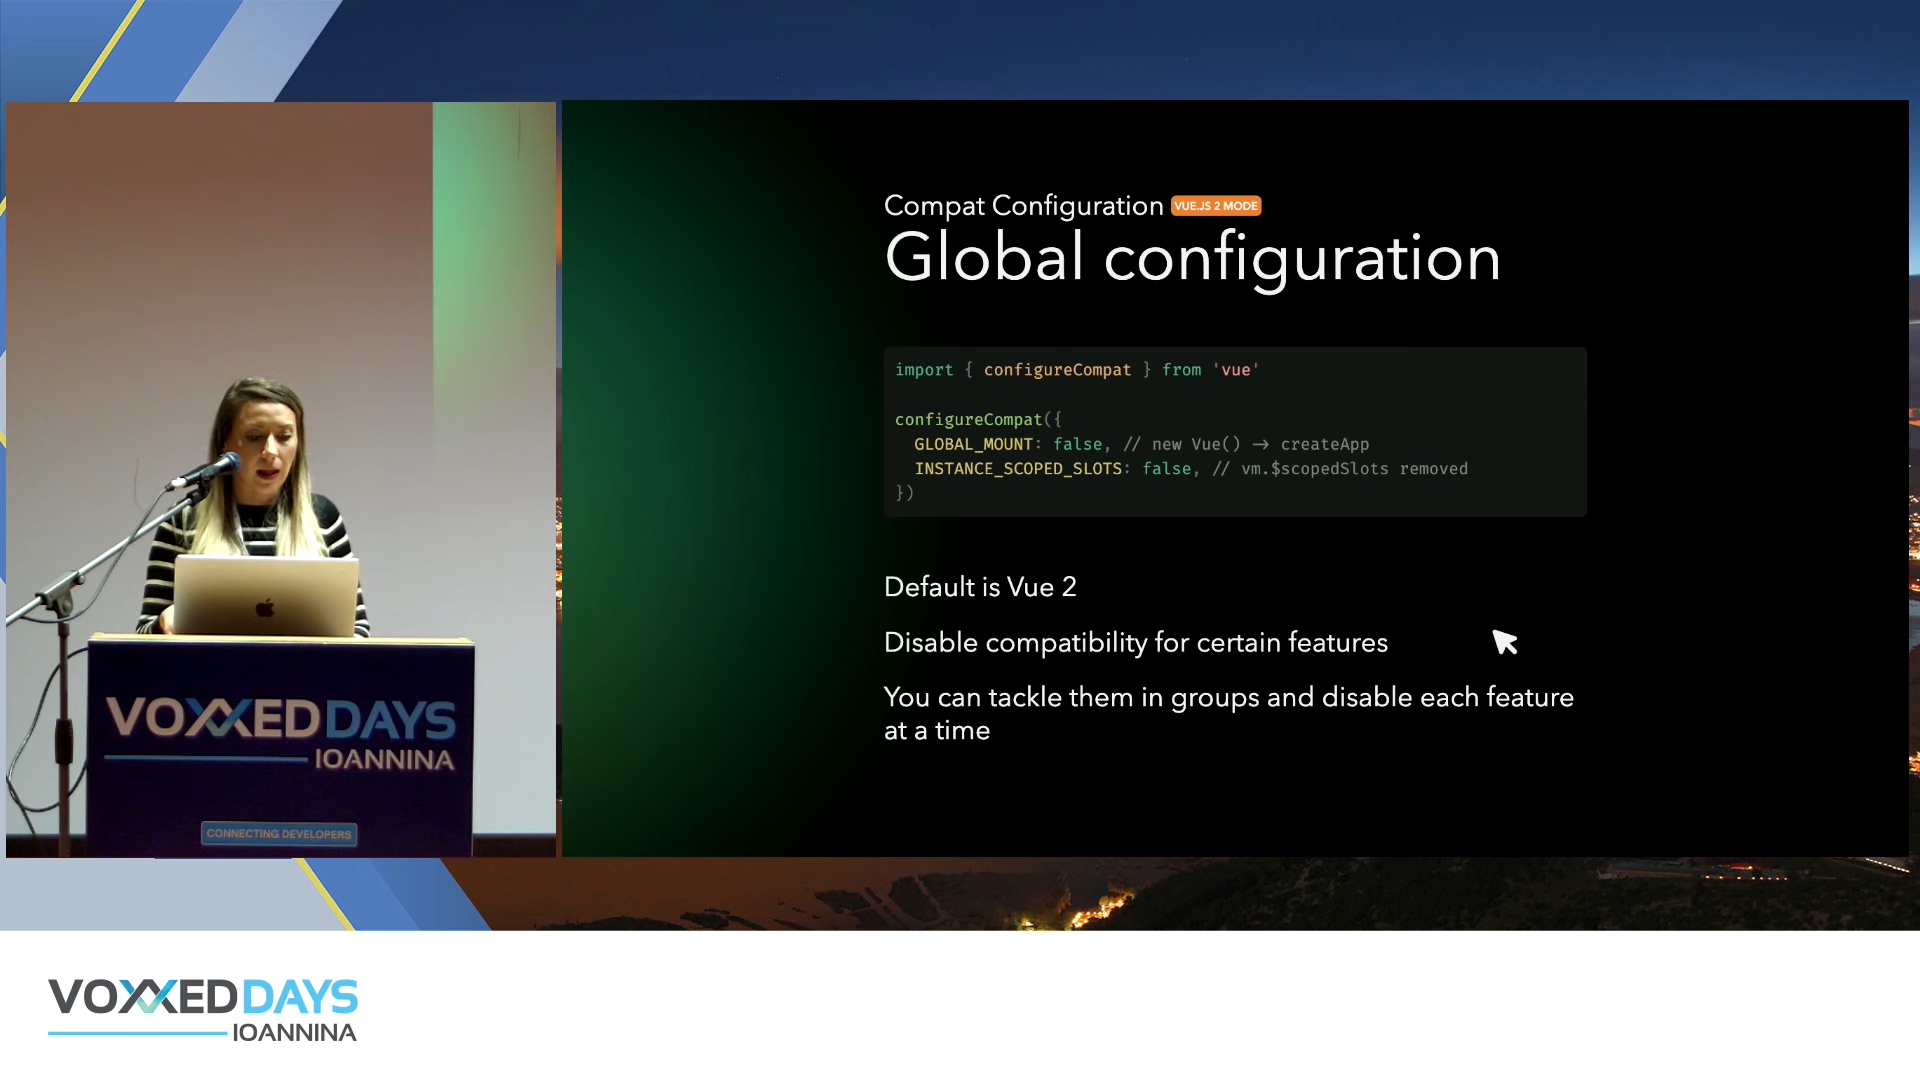 Compat Configuration VUE.JS 2 MODE
Global configuration
import { configureCompat } from 'vue'
configureCompat({
GLOBAL_MOUNT: false, // new Vue() → createApp
INSTANCE_SCOPED_SLOTS: false, // vm.$scopedSlots removed
})
Default is Vue 2
Disable compatibility for certain features
You can tackle them in groups and disable each feature
at a time
VOXXED DAYS
IOANNINA
CONNECTING DEVELOPERS
VOXXED DAYS
IOANNINA